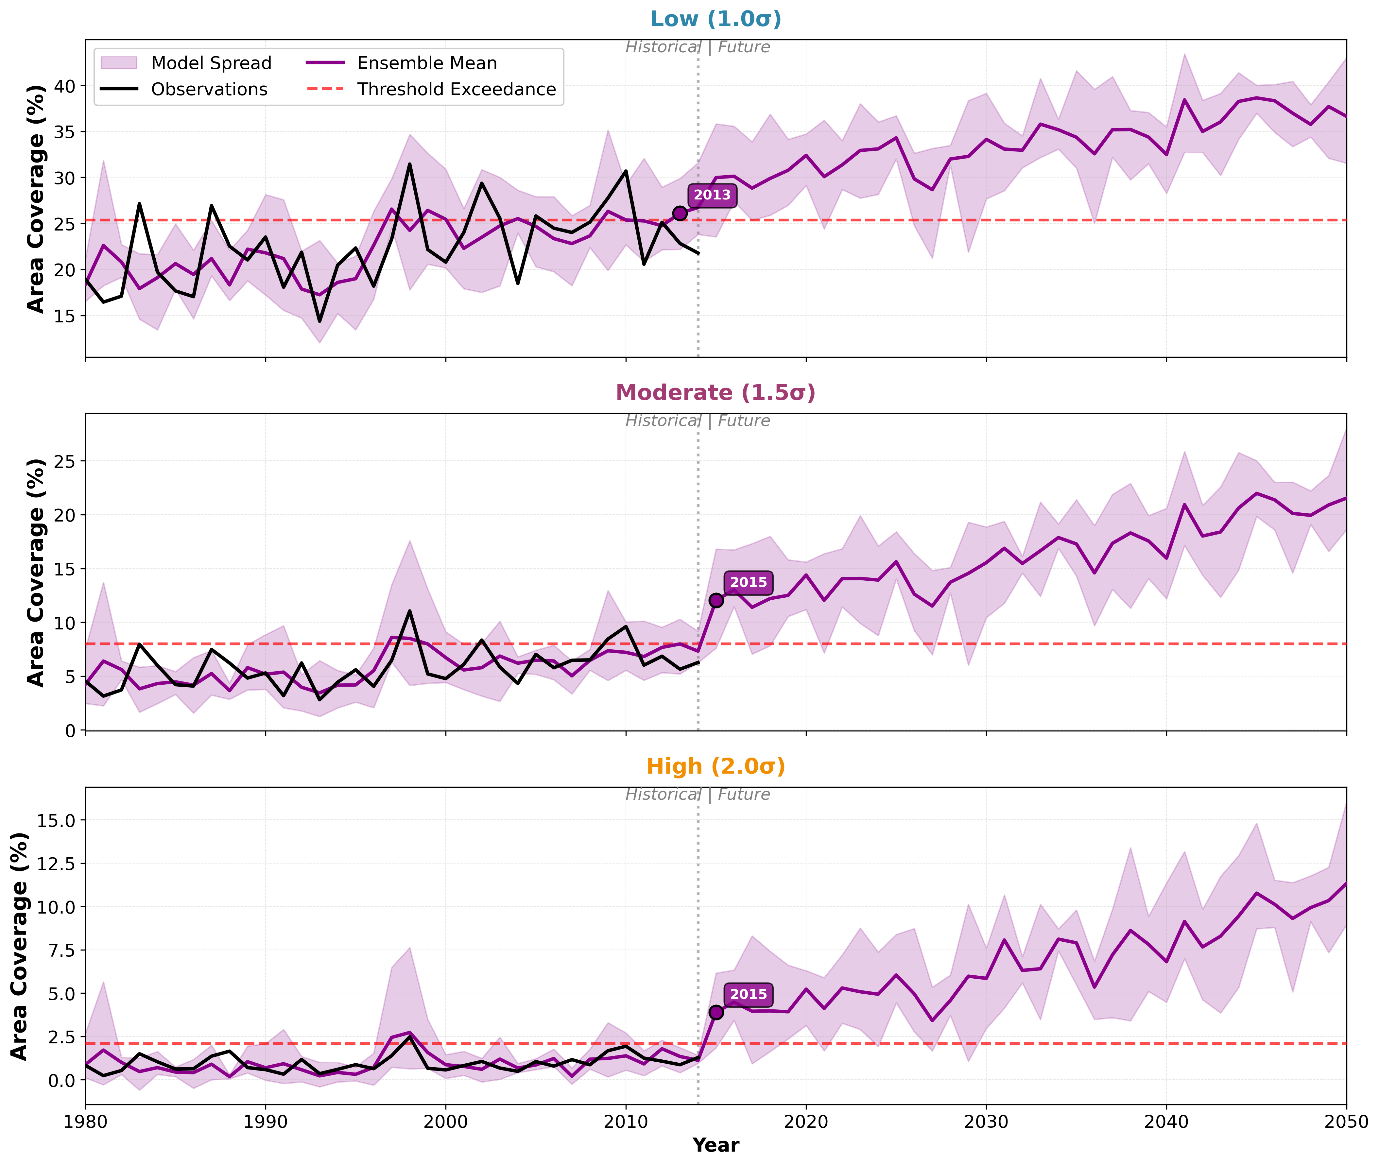 Low (1.0σ)
Historical | Future
Model Spread
Observations
Ensemble Mean
Threshold Exceedance
2013
Area Coverage (%)
40
35
30
25
20
15
Moderate (1.5σ)
Historical | Future
2015
Area Coverage (%)
25
20
15
10
5
0
High (2.0σ)
Historical | Future
2015
Area Coverage (%)
15.0
12.5
10.0
7.5
5.0
2.5
0.0
1980 1990 2000 2010 2020 2030 2040 2050
Year